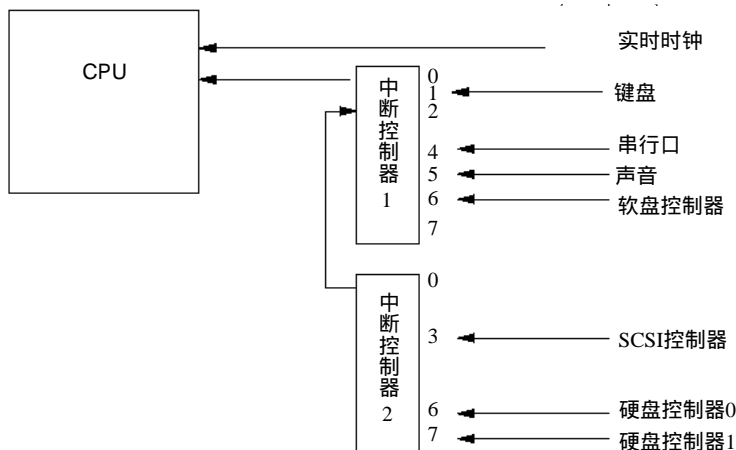 实时时钟
CPU
中断控制器1
0
1
2
4
5
6
7
键盘
串行口
声音
软盘控制器
中断控制器2
0
3
6
7
SCSI控制器
硬盘控制器0
硬盘控制器1